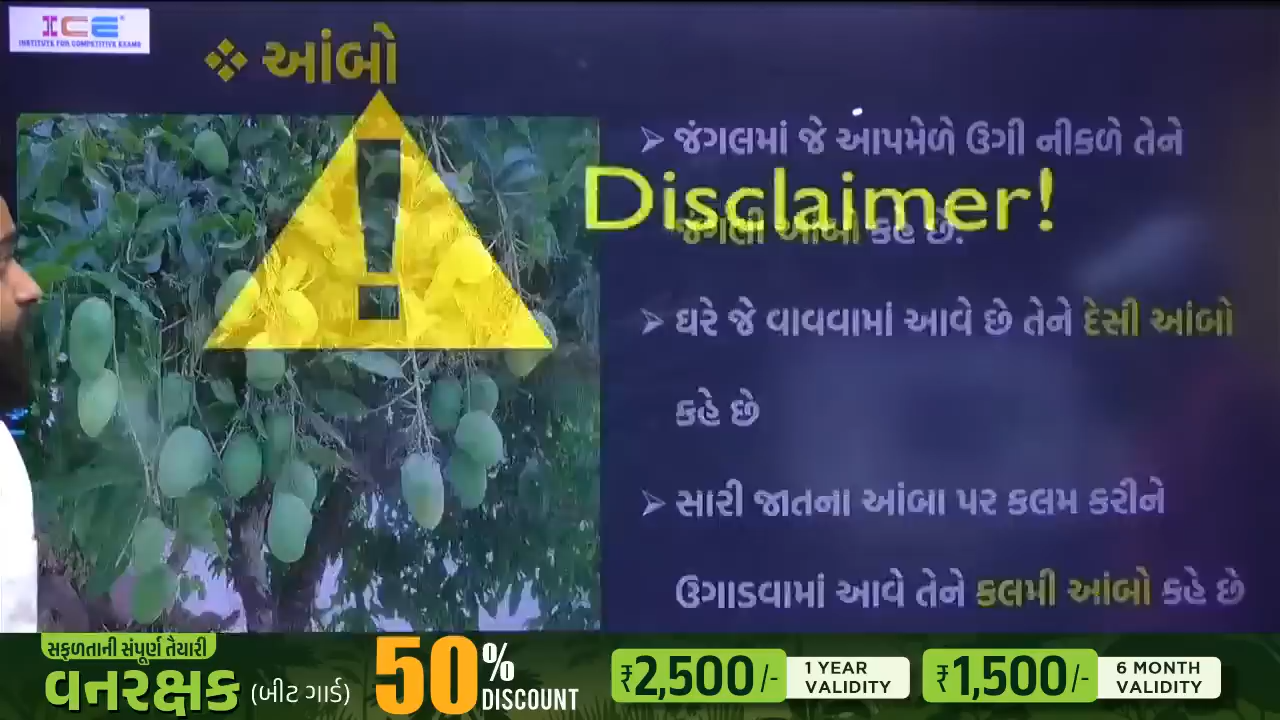 ICE
INSTITUTE FOR COMPETITIVE EXAMS
❖ આંબો
➢ જંગલમાં જે આપમેળે ઉગી નીકળે તેને
Disclaimer!
જંગલી આંબો કહે છે.
➢ ઘરે જે વાવવામાં આવે છે તેને દેસી આંબો
કહે છે
➢ સારી જાતના આંબા પર કલમ કરીને
ઉગાડવામાં આવે તેને કલમી આંબો કહે છે
સફળતાની સંપૂર્ણ તૈયારી
વનરક્ષક (બીટ ગાર્ડ)
50% DISCOUNT
₹2,500/- 1 YEAR VALIDITY
₹1,500/- 6 MONTH VALIDITY